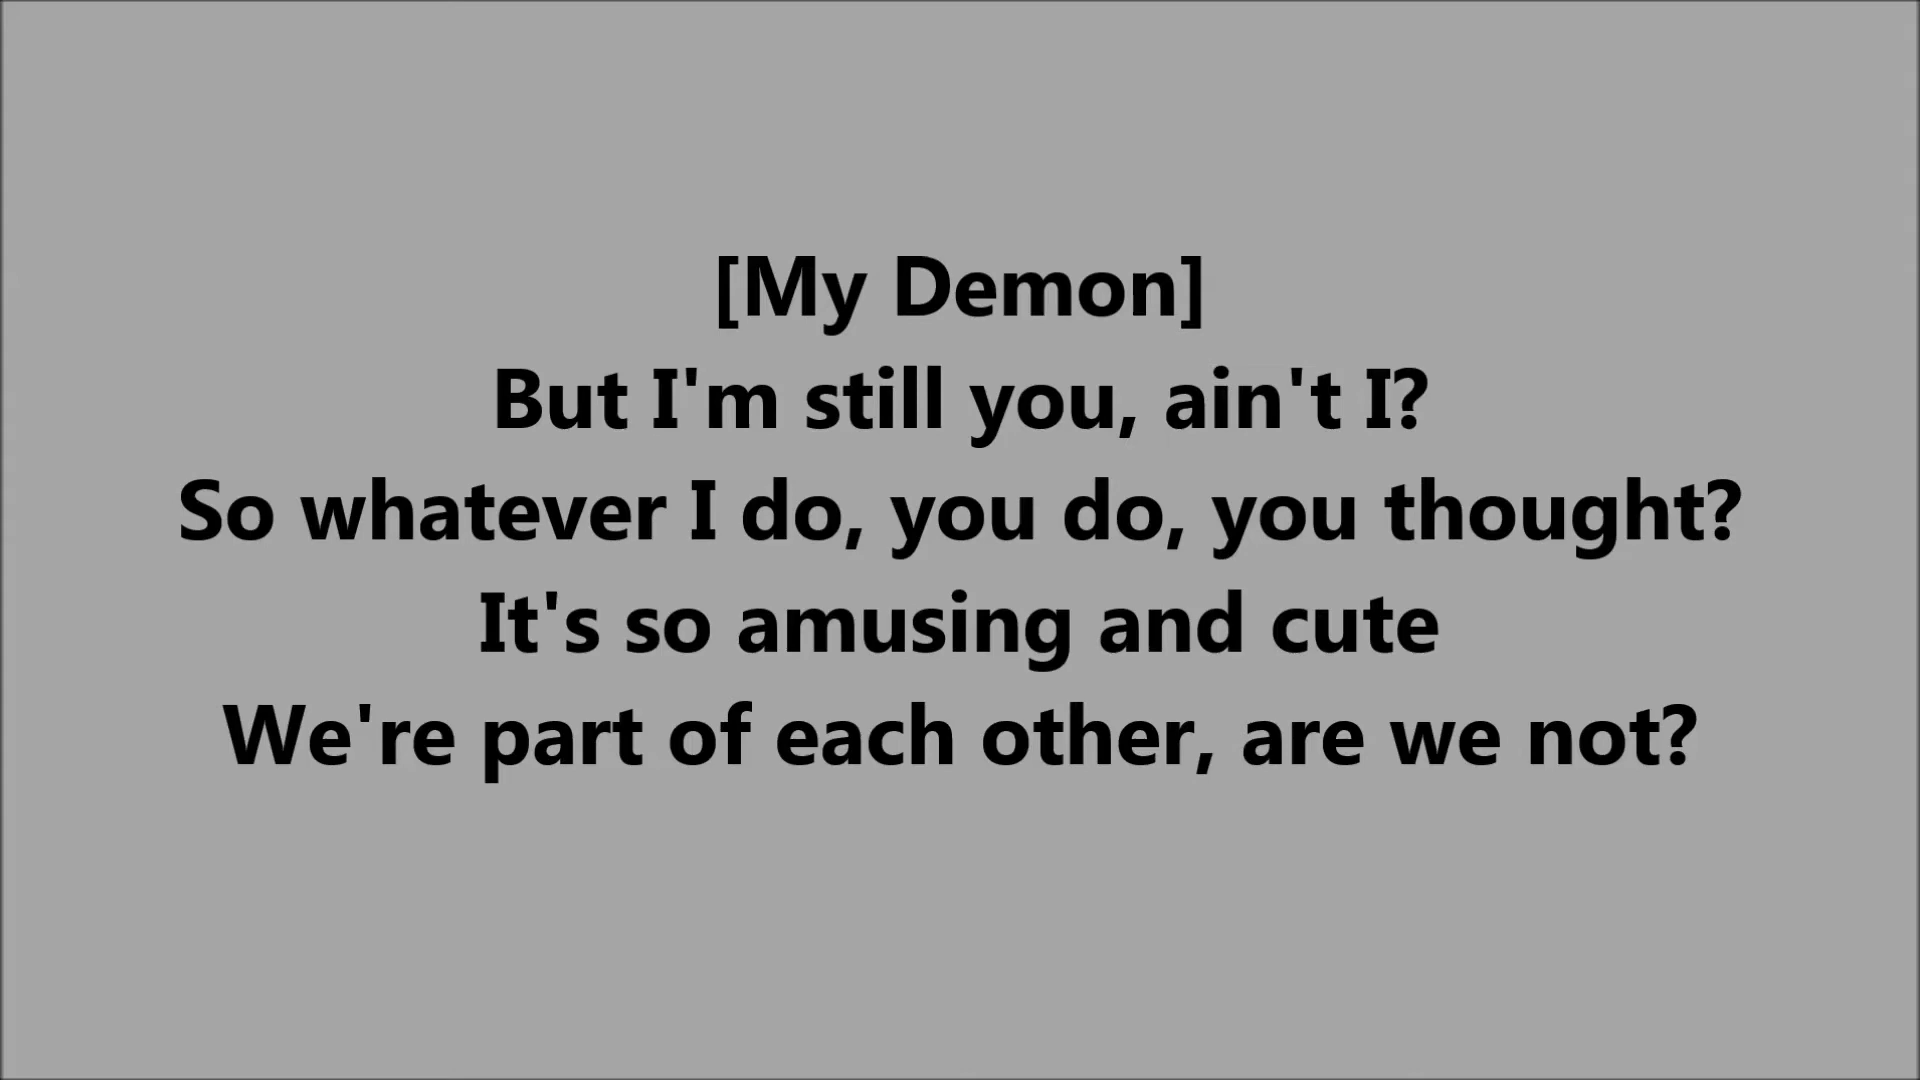 [My Demon]
But I'm still you, ain't I?
So whatever I do, you do, you thought?
It's so amusing and cute
We're part of each other, are we not?